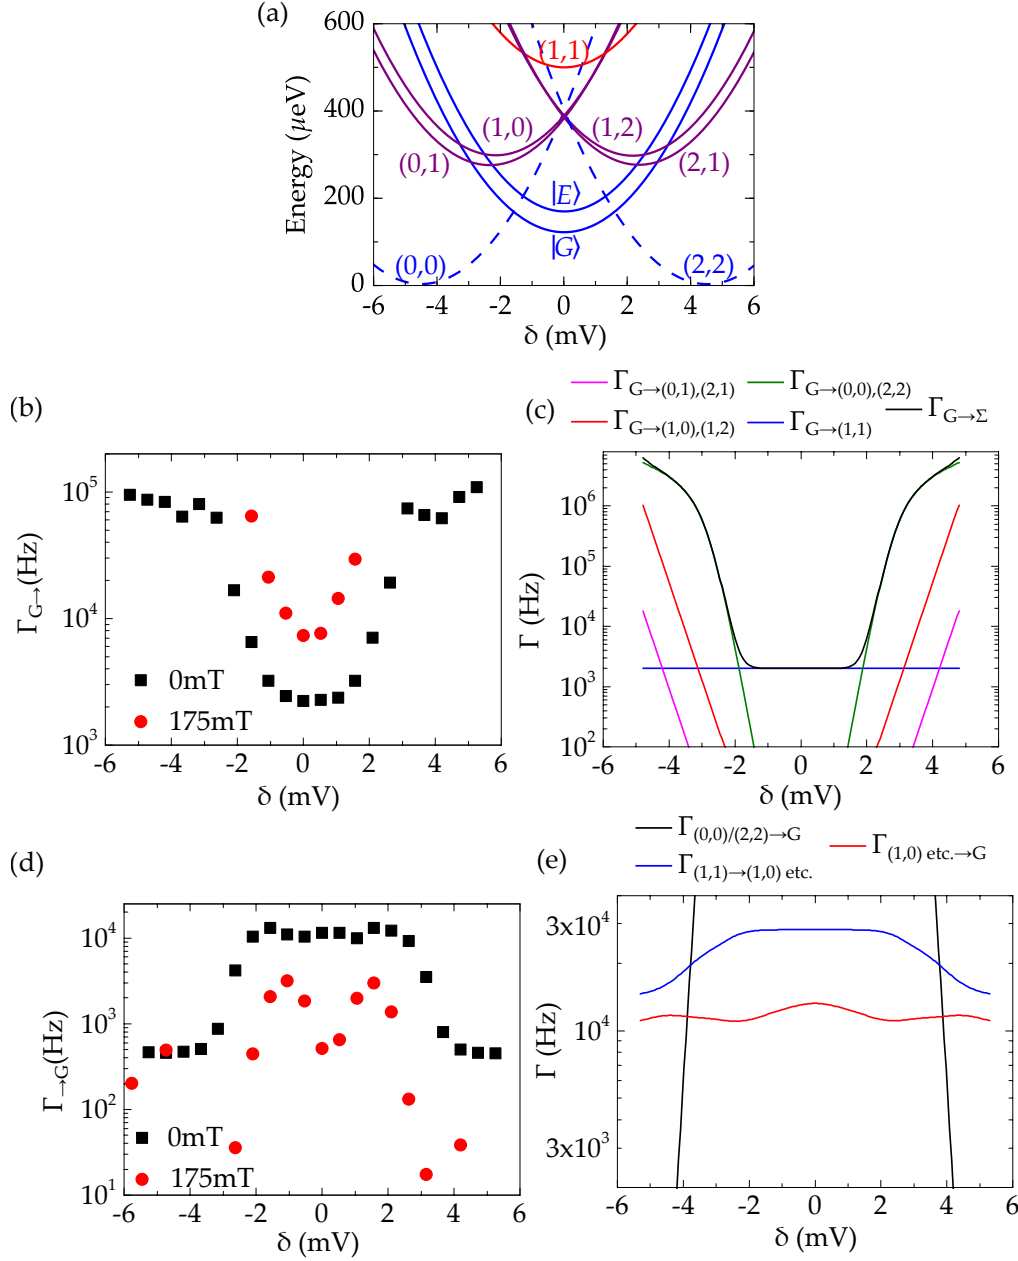 (a)
600
400
200
0
Energy (μeV)
(1,1)
(1,0)
(1,2)
(0,1)
(2,1)
|E⟩
|G⟩
(0,0)
(2,2)
-6 -4 -2 0 2 4 6
δ (mV)
(b)
10^5
10^4
10^3
Γ_G→(Hz)
0mT
175mT
-6 -4 -2 0 2 4 6
δ (mV)
(c)
Γ_G→(0,1),(2,1)
Γ_G→(0,0),(2,2)
Γ_G→Σ
Γ_G→(1,0),(1,2)
Γ_G→(1,1)
10^6
10^5
10^4
10^3
10^2
Γ (Hz)
-6 -4 -2 0 2 4 6
δ (mV)
(d)
10^4
10^3
10^2
10^1
Γ_→G(Hz)
0mT
175mT
-6 -4 -2 0 2 4 6
δ (mV)
(e)
Γ_(0,0)/(2,2)→G
Γ_(1,0) etc.→G
Γ_(1,1)→(1,0) etc.
3x10^4
10^4
3x10^3
Γ (Hz)
-6 -4 -2 0 2 4 6
δ (mV)